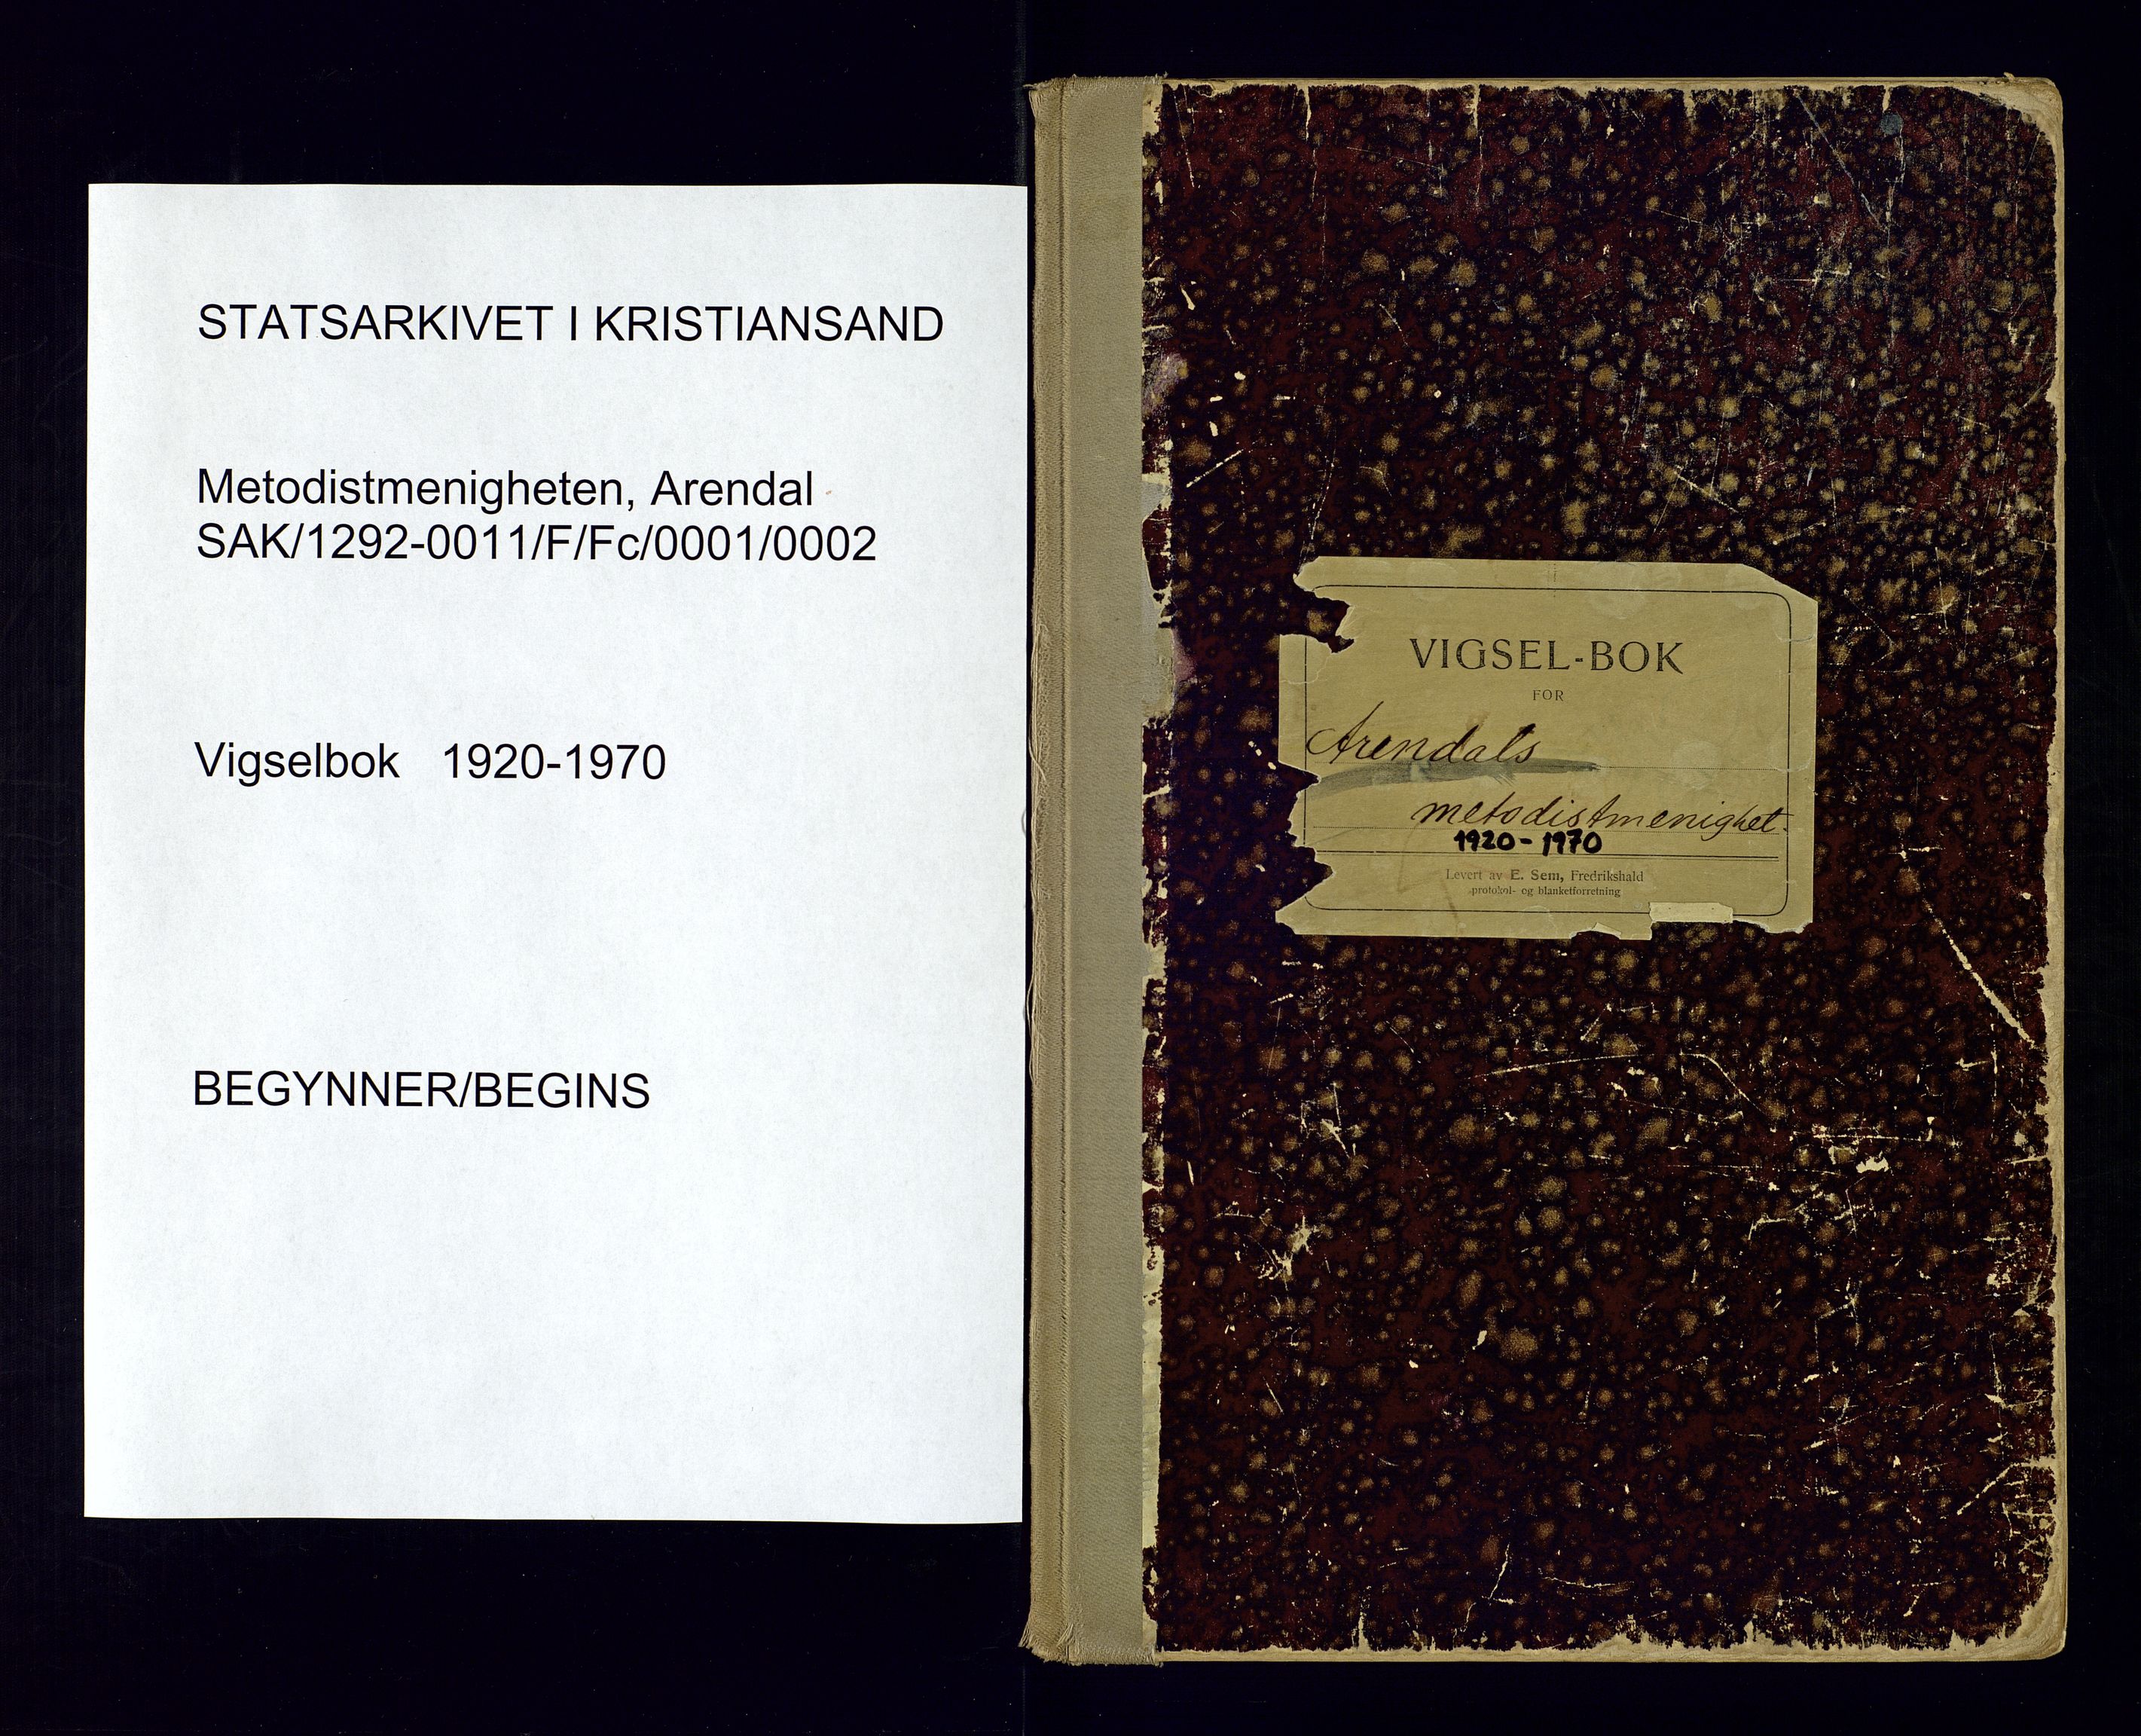 STATSARKIVET I KRISTIANSAND
Metodistmenigheten, Arendal
SAK/1292-0011/F/Fc/0001/0002
Vigselbok 1920-1970
BEGYNNER/BEGINS
VIGSEL-BOK
FOR
Arendals
metodistmenighet.
1920-1970
Levert av E. Sem, Fredrikshald
protokol- og blanketforretning